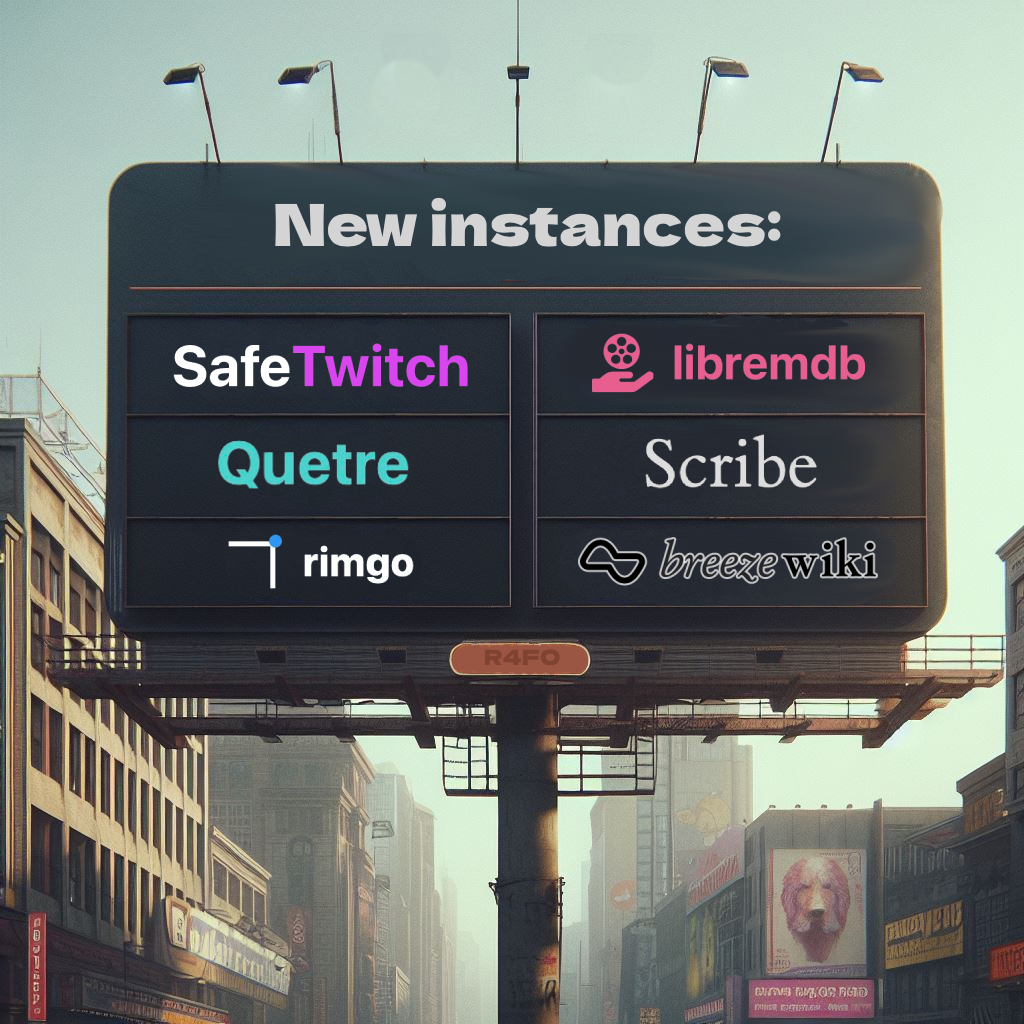 New instances:
SafeTwitch
libremdb
Quetre
Scribe
rimgo
breezewiki
R4FO